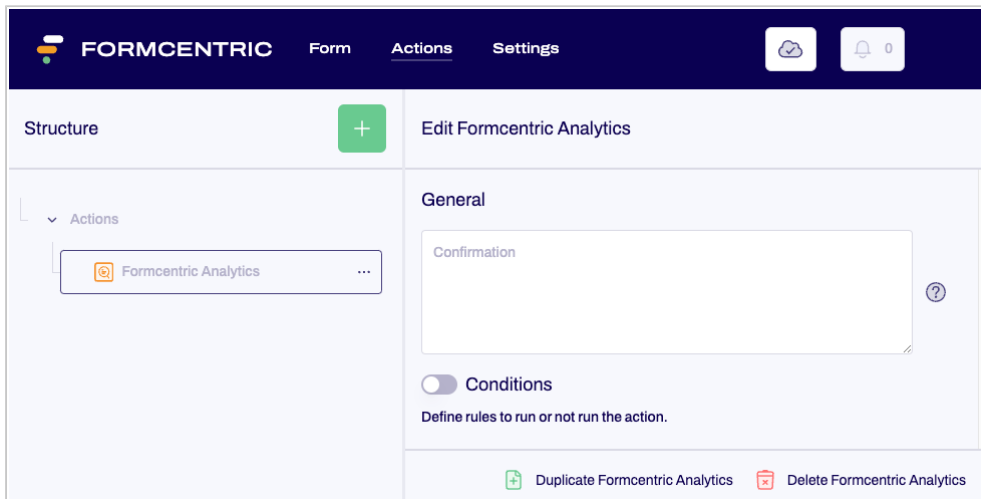 FORMCENTRIC Form Actions Settings 0
Structure
Edit Formcentric Analytics
Actions
Formcentric Analytics ...
General
Confirmation
?
Conditions
Define rules to run or not run the action.
Duplicate Formcentric Analytics Delete Formcentric Analytics